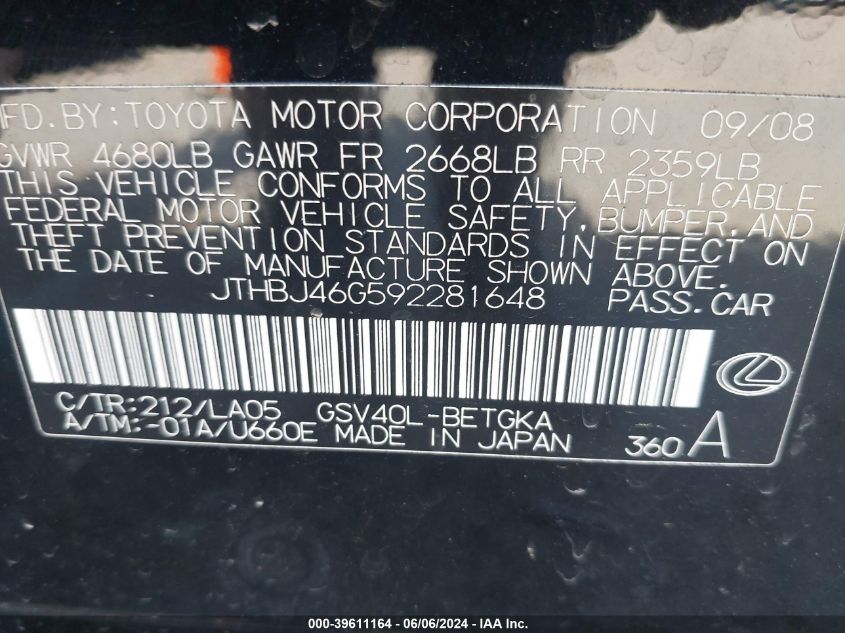 MFD. BY: TOYOTA MOTOR CORPORATION 09/08
GVWR 4680LB GAWR FR 2668LB RR 2359LB
THIS VEHICLE CONFORMS TO ALL APPLICABLE
FEDERAL MOTOR VEHICLE SAFETY, BUMPER, AND
THEFT PREVENTION STANDARDS IN EFFECT ON
THE DATE OF MANUFACTURE SHOWN ABOVE.
JTHBJ46G592281648 PASS. CAR
C/TR:212/LA05 GSV40L-BETGKA
A/TM:-01A/U660E MADE IN JAPAN 360 A
000-39611164 - 06/06/2024 - IAA Inc.